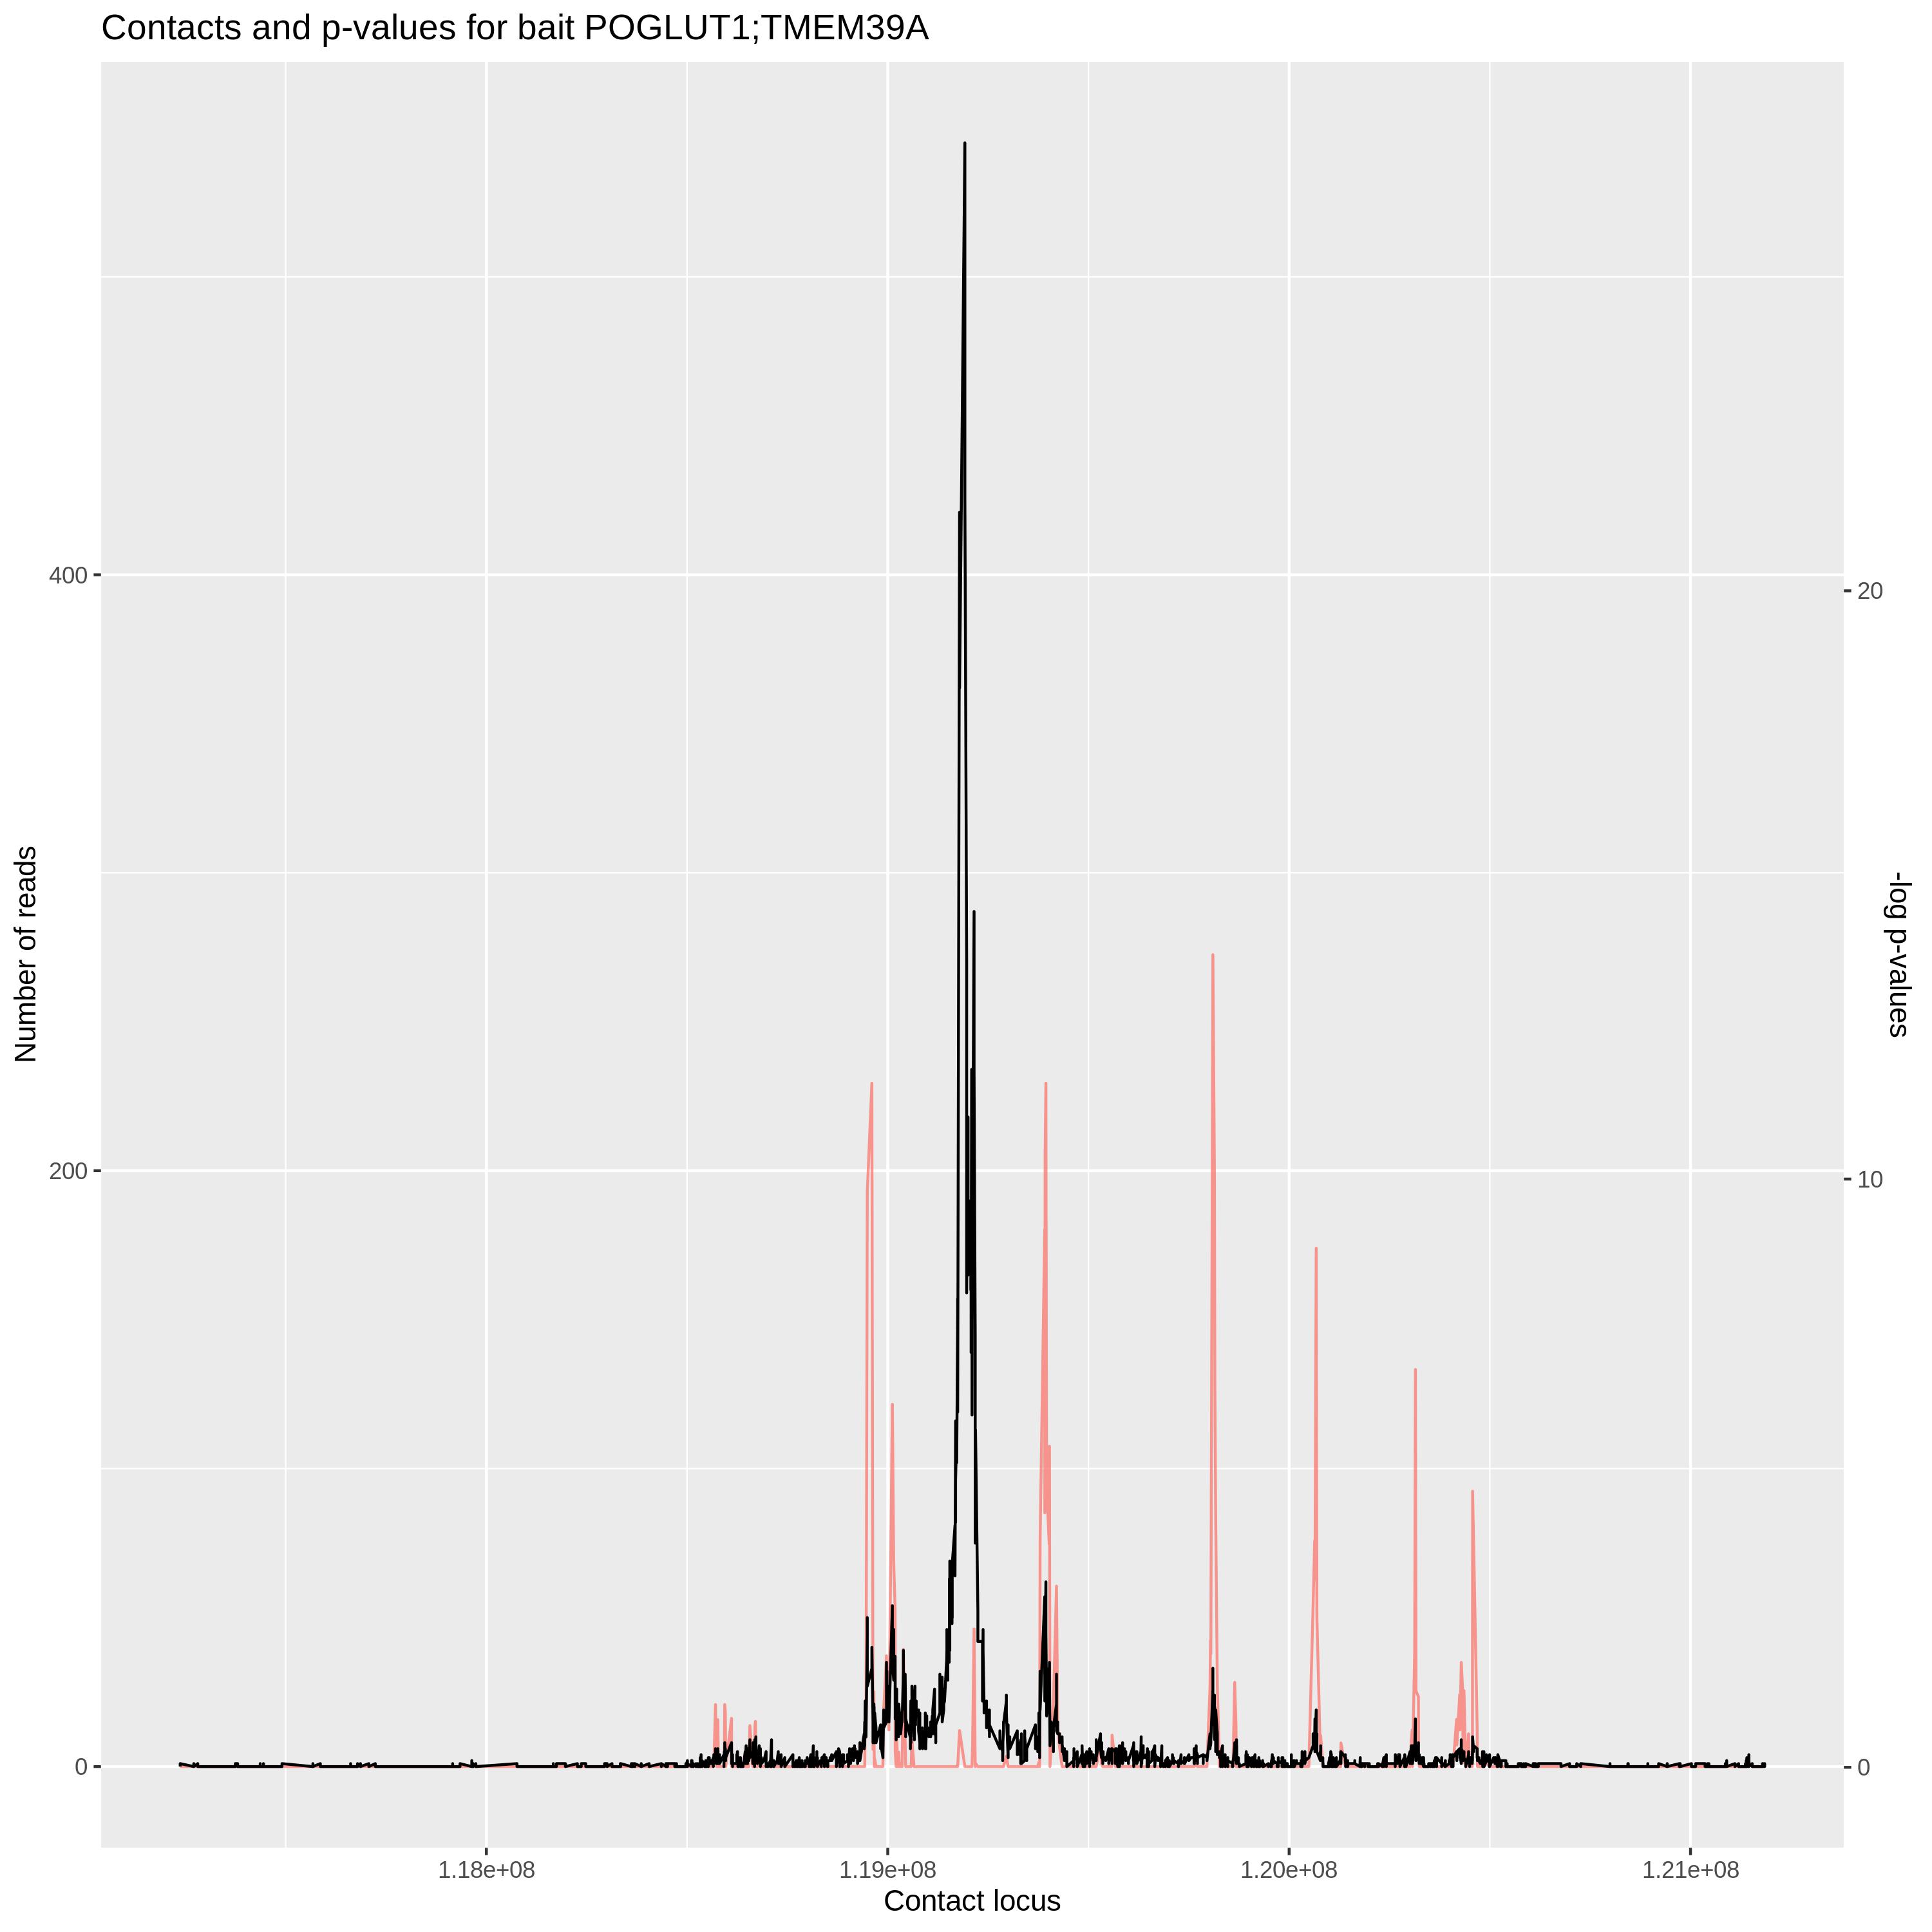 Contacts and p-values for bait POGLUT1;TMEM39A
400
200
0
Number of reads
20
10
0
-log p-values
1.18e+08
1.19e+08
1.20e+08
1.21e+08
Contact locus